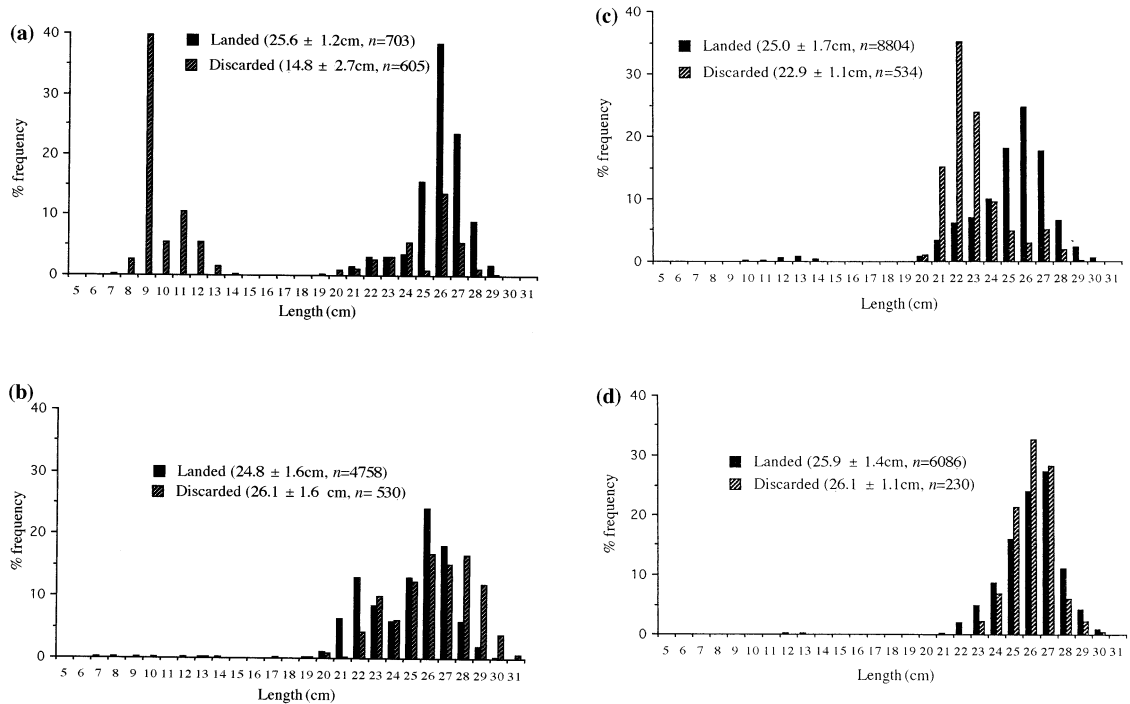 (a)
40
30
20
10
0
% frequency
Landed (25.6 ± 1.2cm, n=703)
Discarded (14.8 ± 2.7cm, n=605)
5 6 7 8 9 10 11 12 13 14 15 16 17 18 19 20 21 22 23 24 25 26 27 28 29 30 31
Length (cm)
(c)
40
30
20
10
0
% frequency
Landed (25.0 ± 1.7cm, n=8804)
Discarded (22.9 ± 1.1cm, n=534)
5 6 7 8 9 10 11 12 13 14 15 16 17 18 19 20 21 22 23 24 25 26 27 28 29 30 31
Length (cm)
(b)
40
30
20
10
0
% frequency
Landed (24.8 ± 1.6cm, n=4758)
Discarded (26.1 ± 1.6 cm, n= 530)
5 6 7 8 9 10 11 12 13 14 15 16 17 18 19 20 21 22 23 24 25 26 27 28 29 30 31
Length (cm)
(d)
40
30
20
10
0
% frequency
Landed (25.9 ± 1.4cm, n=6086)
Discarded (26.1 ± 1.1cm, n=230)
5 6 7 8 9 10 11 12 13 14 15 16 17 18 19 20 21 22 23 24 25 26 27 28 29 30 31
Length (cm)